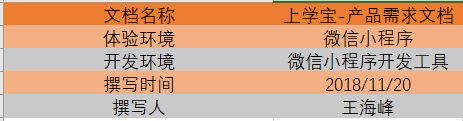 文档名称 上学宝-产品需求文档
体验环境 微信小程序
开发环境 微信小程序开发工具
撰写时间 2018/11/20
撰写人 王海峰